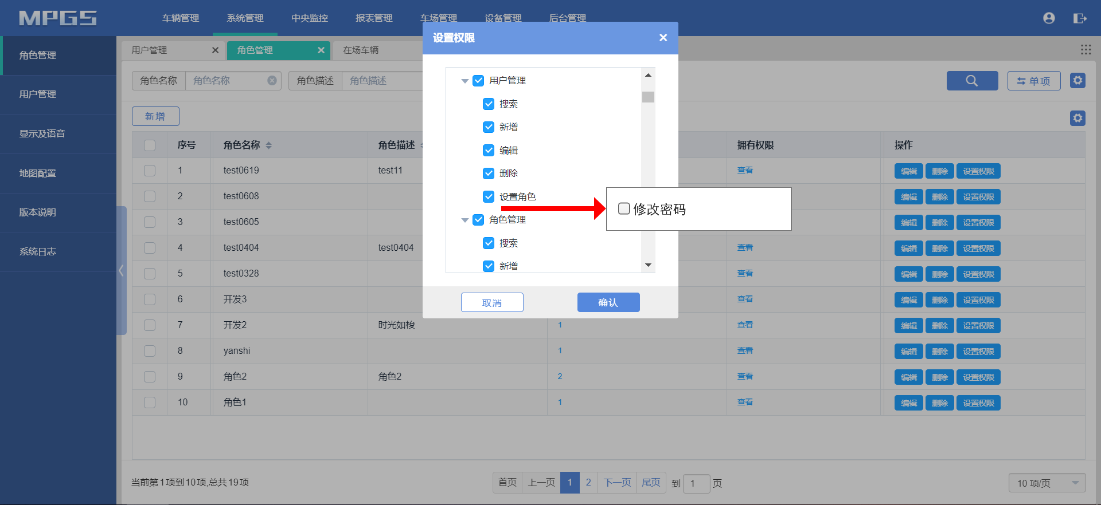 MPGS 车辆管理 系统管理 中央监控 报表管理 车场管理 设备管理 后台管理
角色管理
用户管理
显示及语音
地图配置
版本说明
系统日志
用户管理 角色管理 在场车辆
角色名称 角色名称 角色描述 角色描述 单项
新增
序号 角色名称 角色描述 拥有权限 操作
1 test0619 test11 查看 编辑 删除 设置权限
2 test0608 编辑 删除 设置权限
3 test0605 编辑 删除 设置权限
4 test0404 test0404 查看 编辑 删除 设置权限
5 test0328 查看 编辑 删除 设置权限
6 开发3 查看 编辑 删除 设置权限
7 开发2 时光如梭 1 查看 编辑 删除 设置权限
8 yanshi 1 查看 编辑 删除 设置权限
9 角色2 角色2 2 查看 编辑 删除 设置权限
10 角色1 1 查看 编辑 删除 设置权限
当前第1项到10项,总共19项 首页 上一页 1 2 下一页 尾页 到 1 页 10 项/页
设置权限
用户管理
搜索
新增
编辑
删除
设置角色
角色管理
搜索
新增
取消 确认
修改密码